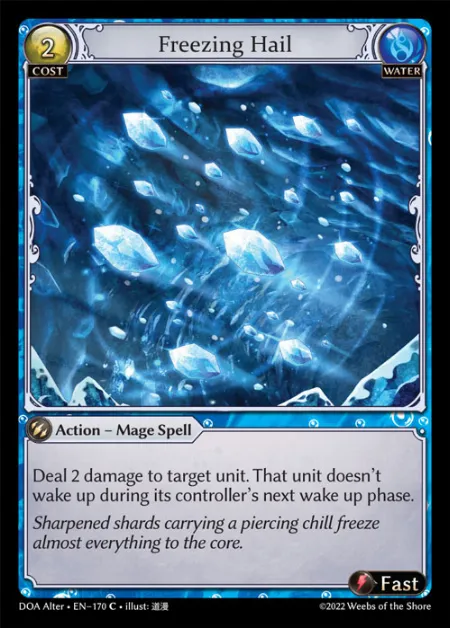 2
Freezing Hail
COST
WATER
Action – Mage Spell
Deal 2 damage to target unit. That unit doesn't
wake up during its controller's next wake up phase.
Sharpened shards carrying a piercing chill freeze
almost everything to the core.
Fast
DOA Alter • EN–170 C • illust: 道漫
©2022 Weebs of the Shore